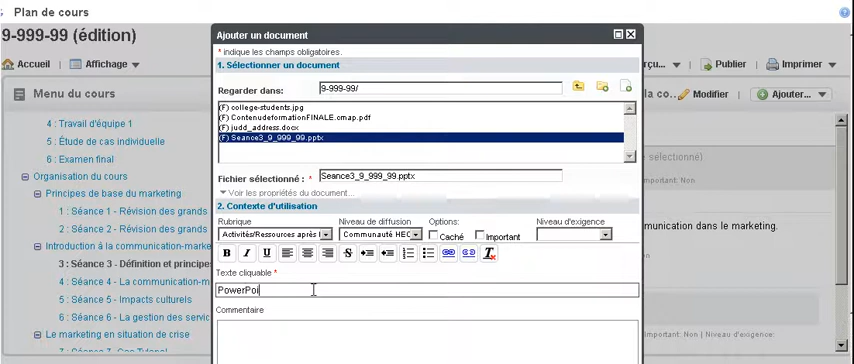 Plan de cours
9-999-99 (édition)
Accueil
Affichage
Publier
Imprimer
Menu du cours
Modifier
Ajouter...
4 : Travail d'équipe 1
5 : Étude de cas individuelle
6 : Examen final
Organisation du cours
Principes de base du marketing
1 : Séance 1 - Révision des grands
2 : Séance 2 - Révision des grands
Introduction à la communication-marke
3 : Séance 3 - Définition et principes
4 : Séance 4 - La communication-m
5 : Séance 5 - Impacts culturels
6 : Séance 6 - La gestion des servic
Le marketing en situation de crise
Ajouter un document
* indique les champs obligatoires.
1. Sélectionner un document
Regarder dans:
9-999-99/
(F) college-students.jpg
(F) ContenudeformationFINALE.omap.pdf
(F) judd_address.docx
(F) Seance3_9_999_99.pptx
Fichier sélectionné : *
Seance3_9_999_99.pptx
Voir les propriétés du document...
2. Contexte d'utilisation
Rubrique
Niveau de diffusion
Options:
Niveau d'exigence
Activités/Ressources après l
Communauté HEC
Caché
Important
B I U S T
Texte cliquable *
PowerPoi
Commentaire
sélectionné)
mportant: Non
munication dans le marketing.
Important: Non | Niveau d'exigence: